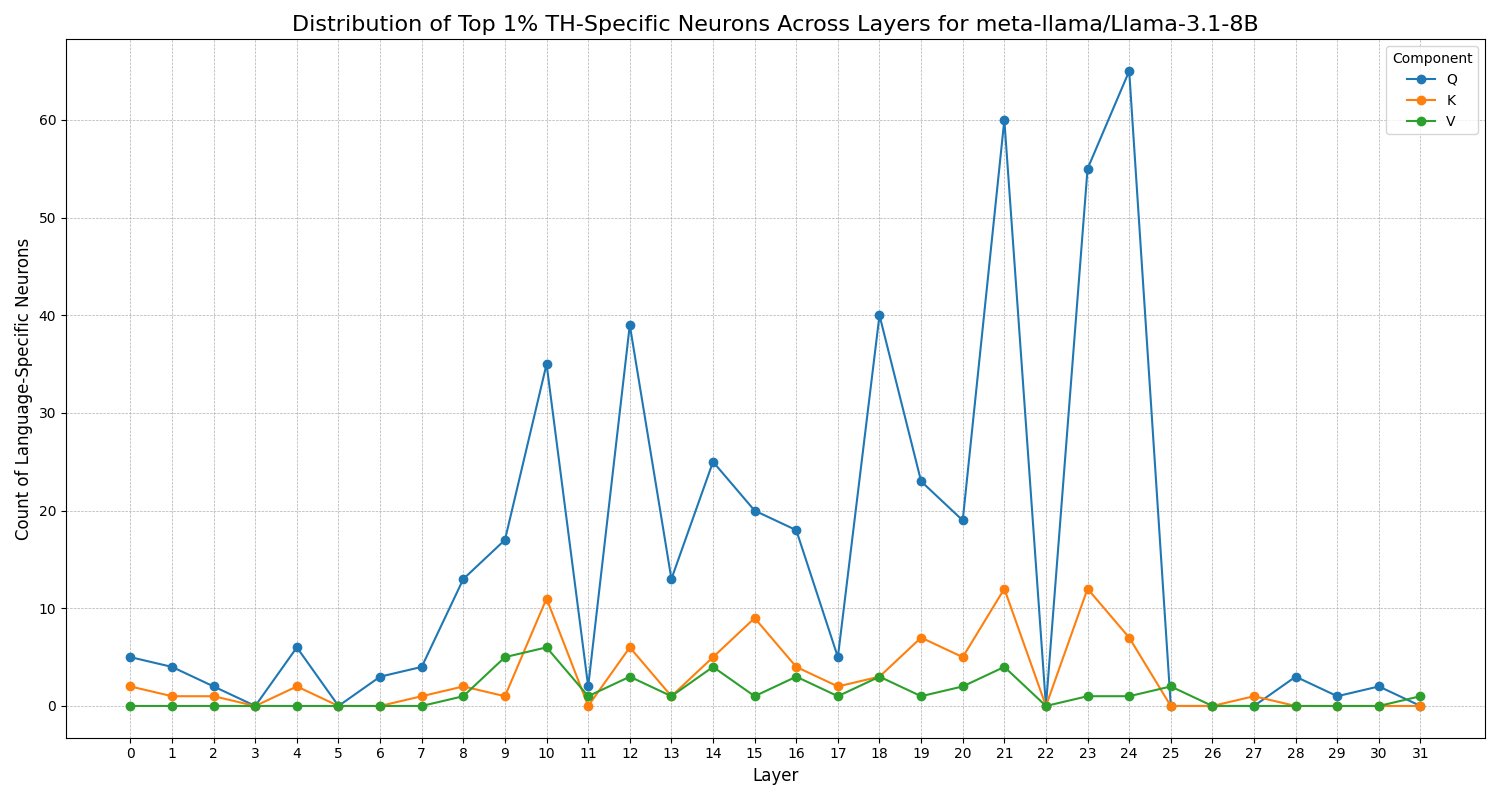 Distribution of Top 1% TH-Specific Neurons Across Layers for meta-llama/Llama-3.1-8B
Component
Q
K
V
Count of Language-Specific Neurons
60
50
40
30
20
10
0
0 1 2 3 4 5 6 7 8 9 10 11 12 13 14 15 16 17 18 19 20 21 22 23 24 25 26 27 28 29 30 31
Layer